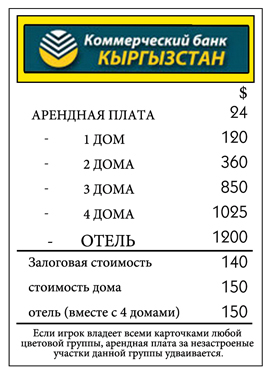 Коммерческий банк
КЫРГЫЗСТАН
$
АРЕНДНАЯ ПЛАТА 24
- 1 ДОМ 120
- 2 ДОМА 360
- 3 ДОМА 850
- 4 ДОМА 1025
- ОТЕЛЬ 1200
Залоговая стоимость 140
стоимость дома 150
отель (вместе с 4 домами) 150
Если игрок владеет всеми карточками любой
цветовой группы, арендная плата за незастроеные
участки данной группы удваивается.